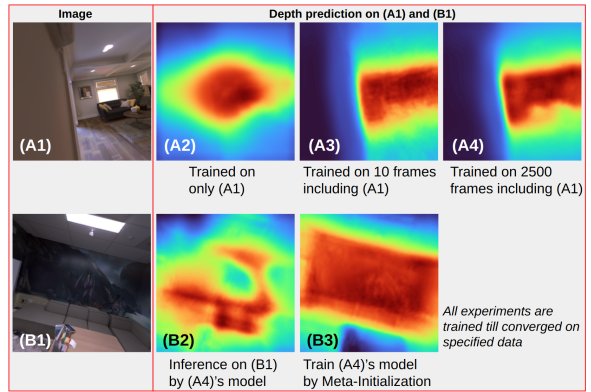 Image
Depth prediction on (A1) and (B1)
(A1)
(A2)
(A3)
(A4)
Trained on
only (A1)
Trained on 10 frames
including (A1)
Trained on 2500
frames including (A1)
(B1)
(B2)
(B3)
All experiments are
trained till converged on
specified data
Inference on (B1)
by (A4)'s model
Train (A4)'s model
by Meta-Initialization